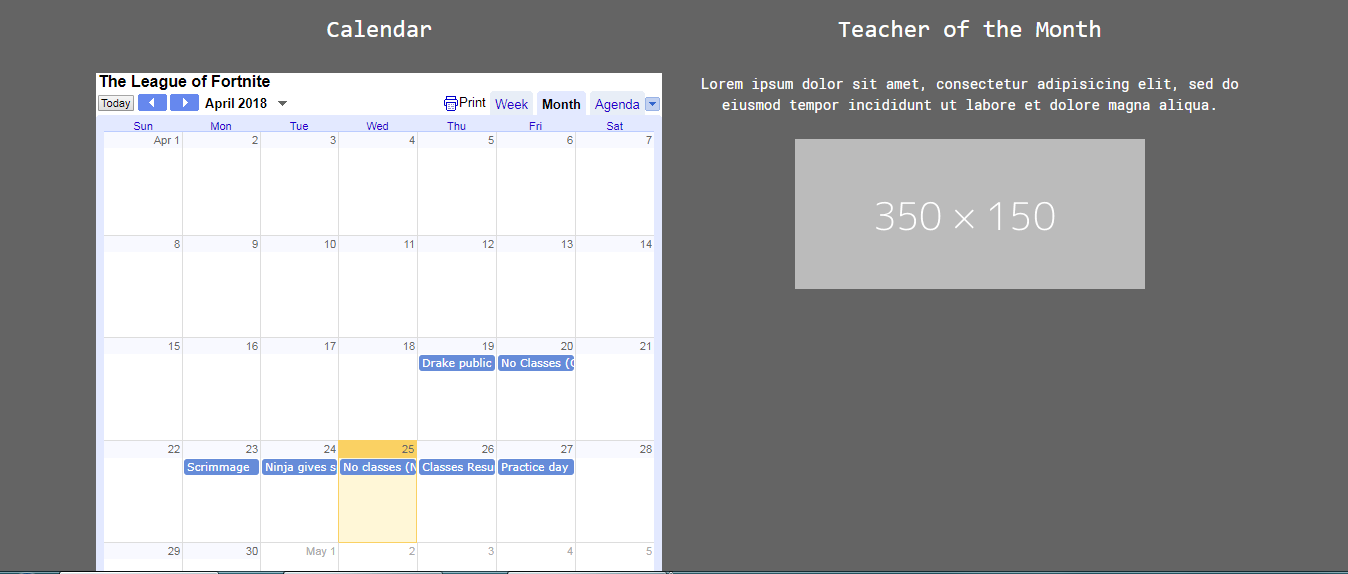 Calendar
The League of Fortnite
Today
April 2018
Print
Week
Month
Agenda
Sun Mon Tue Wed Thu Fri Sat
Apr 1 2 3 4 5 6 7
8 9 10 11 12 13 14
15 16 17 18 19 20 21
Drake public No Classes (
22 23 24 25 26 27 28
Scrimmage Ninja gives s No classes (N Classes Resu Practice day
29 30 May 1 2 3 4 5
Teacher of the Month
Lorem ipsum dolor sit amet, consectetur adipisicing elit, sed do
eiusmod tempor incididunt ut labore et dolore magna aliqua.
350 × 150